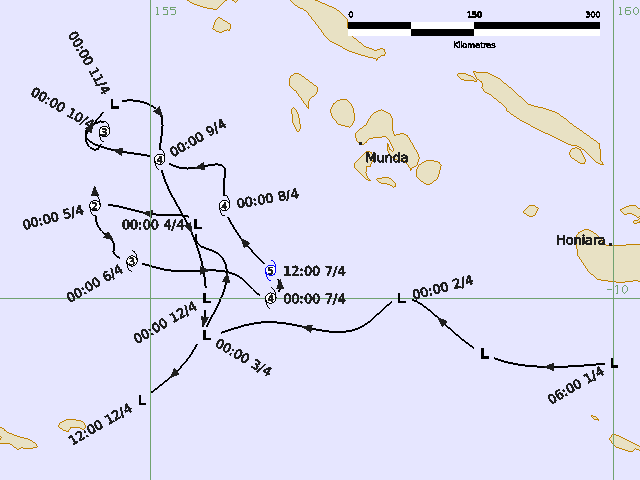 155
160
0 150 300
Kilometres
00:00 11/4
00:00 10/4
3
4
00:00 9/4
Munda
00:00 5/4
2
00:00 4/4
L
L
4
00:00 8/4
Honiara
00:00 6/4
3
5
12:00 7/4
-10
L
4
00:00 7/4
L
00:00 2/4
00:00 12/4
L
00:00 3/4
L
L
06:00 1/4
L
12:00 12/4